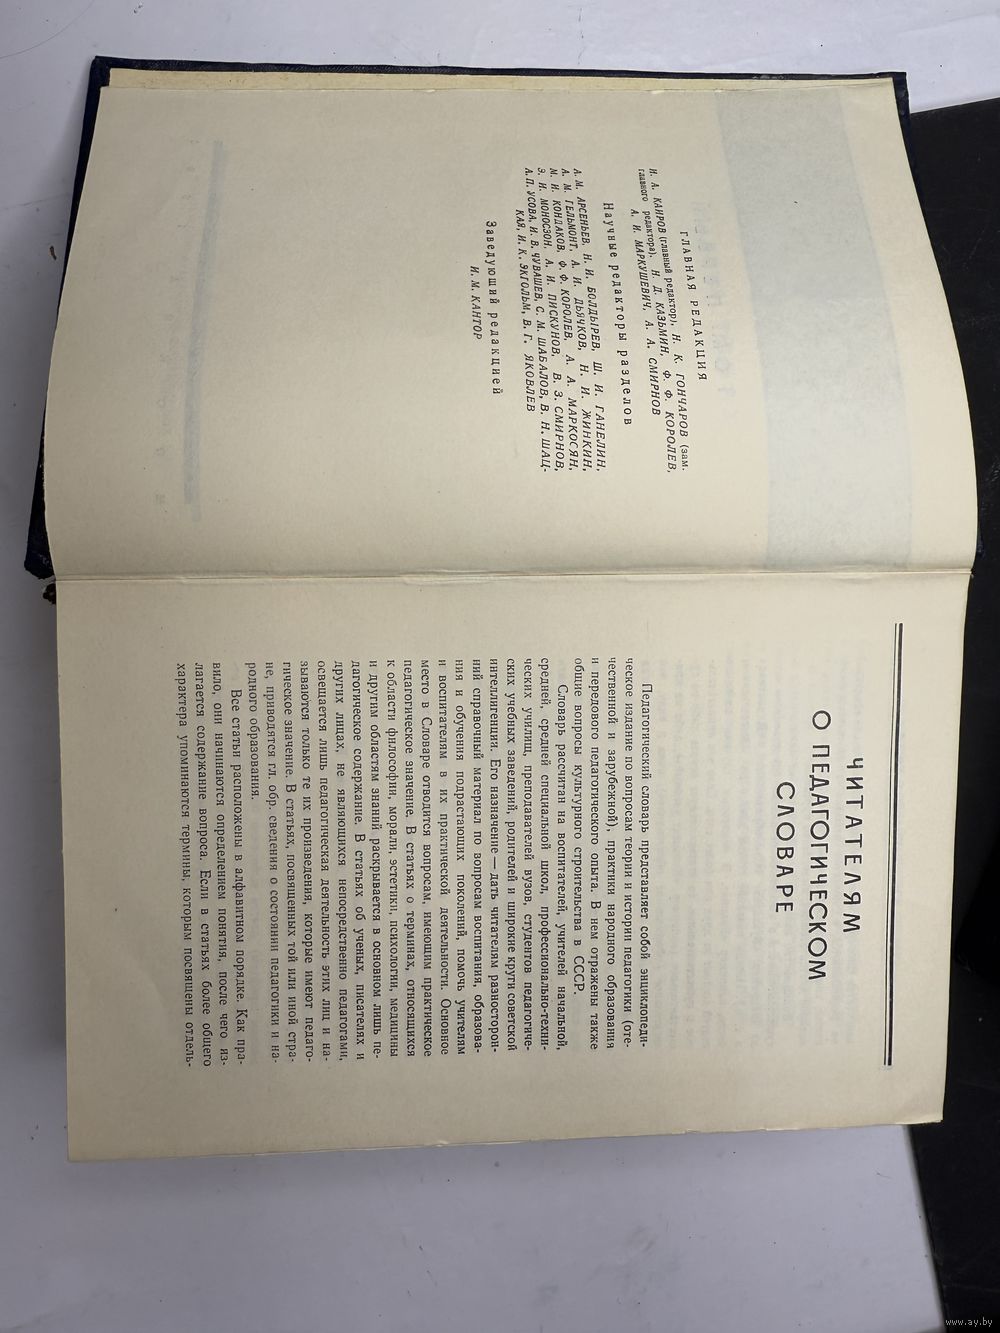 ГЛАВНАЯ РЕДАКЦИЯ
И. А. КАИРОВ (главный редактор), Н. К. ГОНЧАРОВ (зам.
главного редактора), Н. Д. КАЗЬМИН, Ф. Ф. КОРОЛЕВ,
А. И. МАРКУШЕВИЧ, А. А. СМИРНОВ
Научные редакторы разделов
А. М. АРСЕНЬЕВ, Н. И. БОЛДЫРЕВ, Ш. И. ГАНЕЛИН,
А. М. ГЕЛЬМОНТ, А. И. ДЬЯЧКОВ, Н. И. ЖИНКИН,
М. И. КОНДАКОВ, Ф. Ф. КОРОЛЕВ, А. А. МАРКОСЯН,
Э. И. МОНОСЗОН, А. И. ПИСКУНОВ, В. З. СМИРНОВ,
А. П. УСОВА, И. В. ЧУВАШЕВ, С. М. ШАБАЛОВ, В. Н. ШАЦ-
КАЯ, И. К. ЭКГОЛЬМ, В. Г. ЯКОВЛЕВ
Заведующий редакцией
И. М. КАНТОР
ЧИТАТЕЛЯМ
О ПЕДАГОГИЧЕСКОМ
СЛОВАРЕ
Педагогический словарь представляет собой энциклопеди-
ческое издание по вопросам теории и истории педагогики (оте-
чественной и зарубежной), практики народного образования
и передового педагогического опыта. В нем отражены также
общие вопросы культурного строительства в СССР.
Словарь рассчитан на воспитателей, учителей начальной,
средней, средней специальной школ, профессионально-техни-
ческих училищ, преподавателей вузов, студентов педагогиче-
ских учебных заведений, родителей и широкие круги советской
интеллигенции. Его назначение — дать читателям разносторон-
ний справочный материал по вопросам воспитания, образова-
ния и обучения подрастающих поколений, помочь учителям
и воспитателям в их практической деятельности. Основное
место в Словаре отводится вопросам, имеющим практическое
педагогическое значение. В статьях о терминах, относящихся
к области философии, морали, эстетики, психологии, медицины
и другим областям знаний раскрывается в основном лишь пе-
дагогическое содержание. В статьях об ученых, писателях и
других лицах, не являющихся непосредственно педагогами,
освещается лишь педагогическая деятельность этих лиц и на-
зываются только те их произведения, которые имеют педаго-
гическое значение. В статьях, посвященных той или иной стра-
не, приводятся гл. обр. сведения о состоянии педагогики и на-
родного образования.
Все статьи расположены в алфавитном порядке. Как пра-
вило, они начинаются определением понятия, после чего из-
лагается содержание вопроса. Если в статьях более общего
характера упоминаются термины, которым посвящены отдель-
www.ay.by